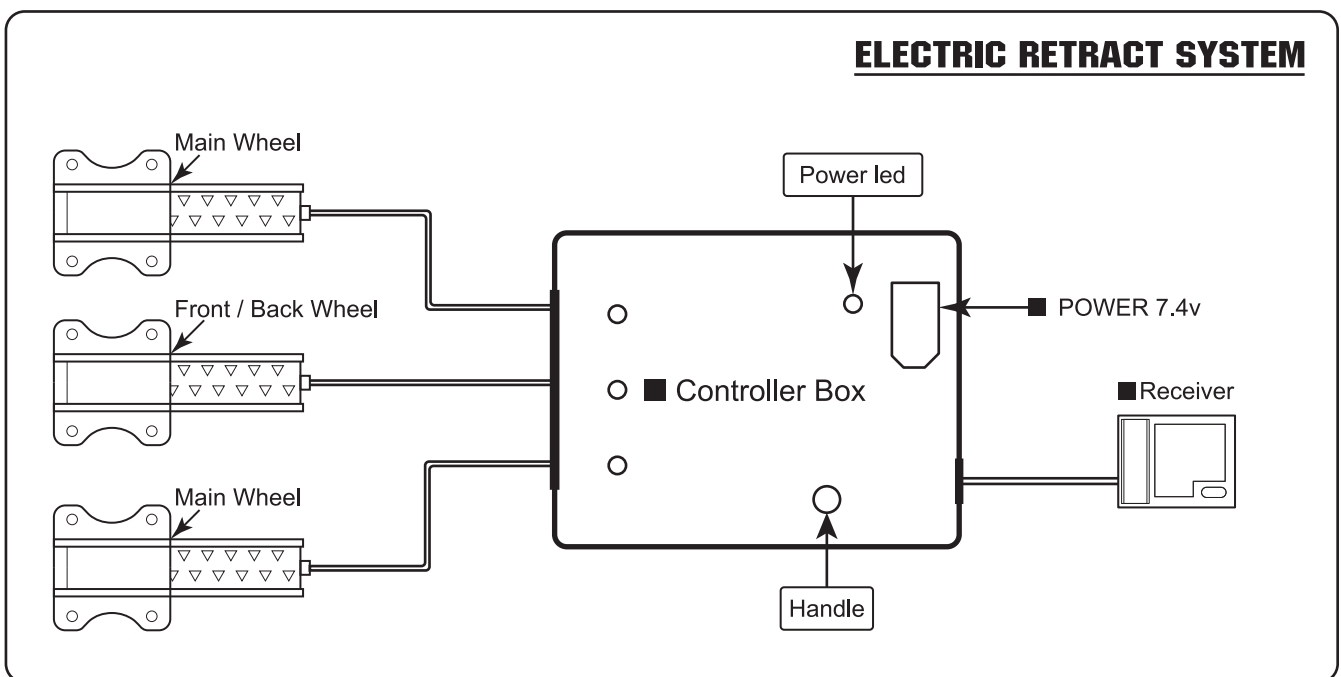 ELECTRIC RETRACT SYSTEM
Main Wheel
Power led
Front / Back Wheel
POWER 7.4v
Controller Box
Receiver
Main Wheel
Handle